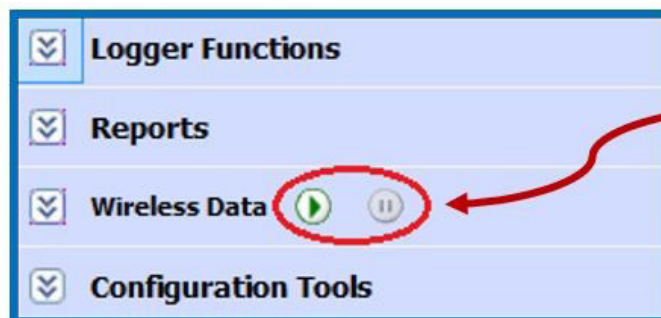 Logger Functions
Reports
Wireless Data
Configuration Tools